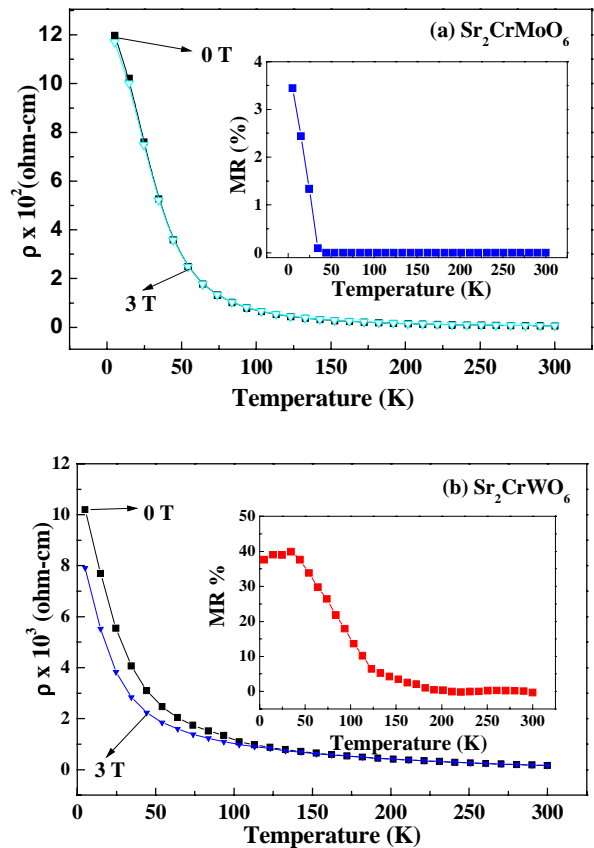 (a) Sr₂CrMoO₆
0 T
3 T
ρ x 10²(ohm-cm)
12
10
8
6
4
2
0
0 50 100 150 200 250 300
Temperature (K)
MR (%)
4
3
2
1
0
0 50 100 150 200 250 300
Temperature (K)
(b) Sr₂CrWO₆
0 T
3 T
ρ x 10³ (ohm-cm)
12
10
8
6
4
2
0
0 50 100 150 200 250 300
Temperature (K)
MR %
50
40
30
20
10
0
0 50 100 150 200 250 300
Temperature (K)